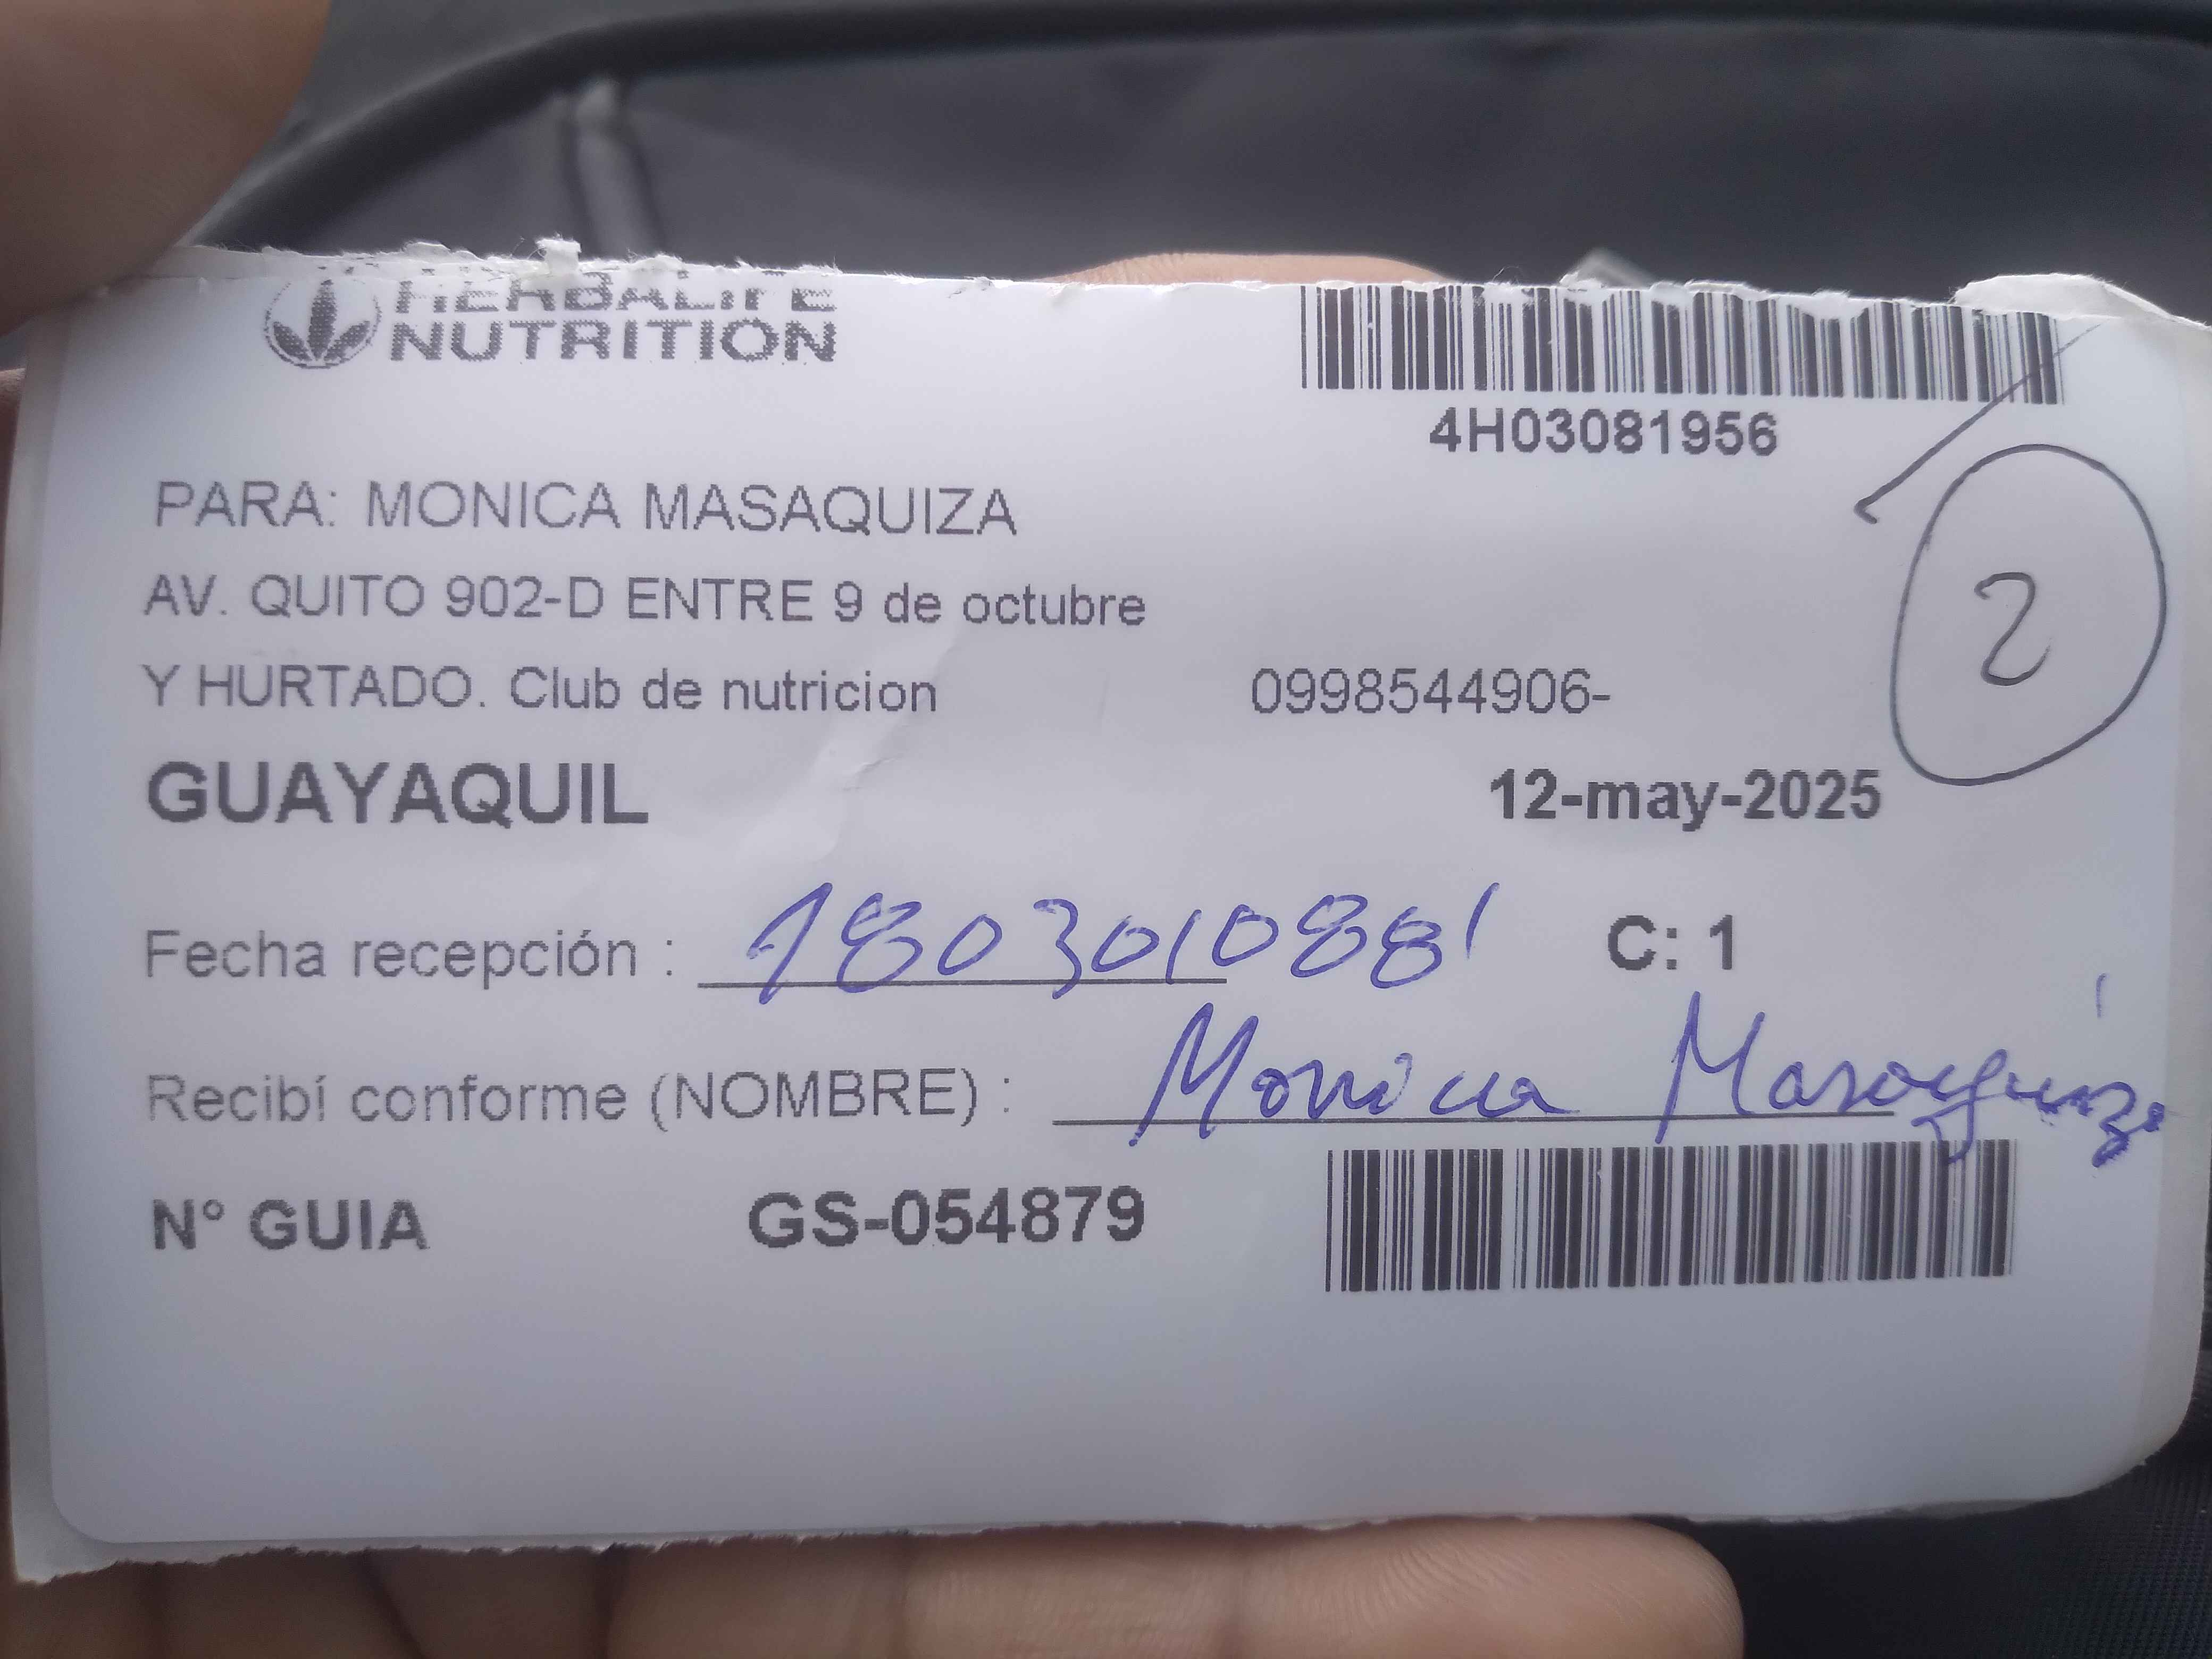 HERBALIFE
NUTRITION
4H03081956
PARA: MONICA MASAQUIZA
2
AV. QUITO 902-D ENTRE 9 de octubre
Y HURTADO. Club de nutricion 0998544906-
GUAYAQUIL 12-may-2025
Fecha recepción : 1803010881 C: 1
Recibí conforme (NOMBRE) : Monica Masaquiza
N° GUIA GS-054879